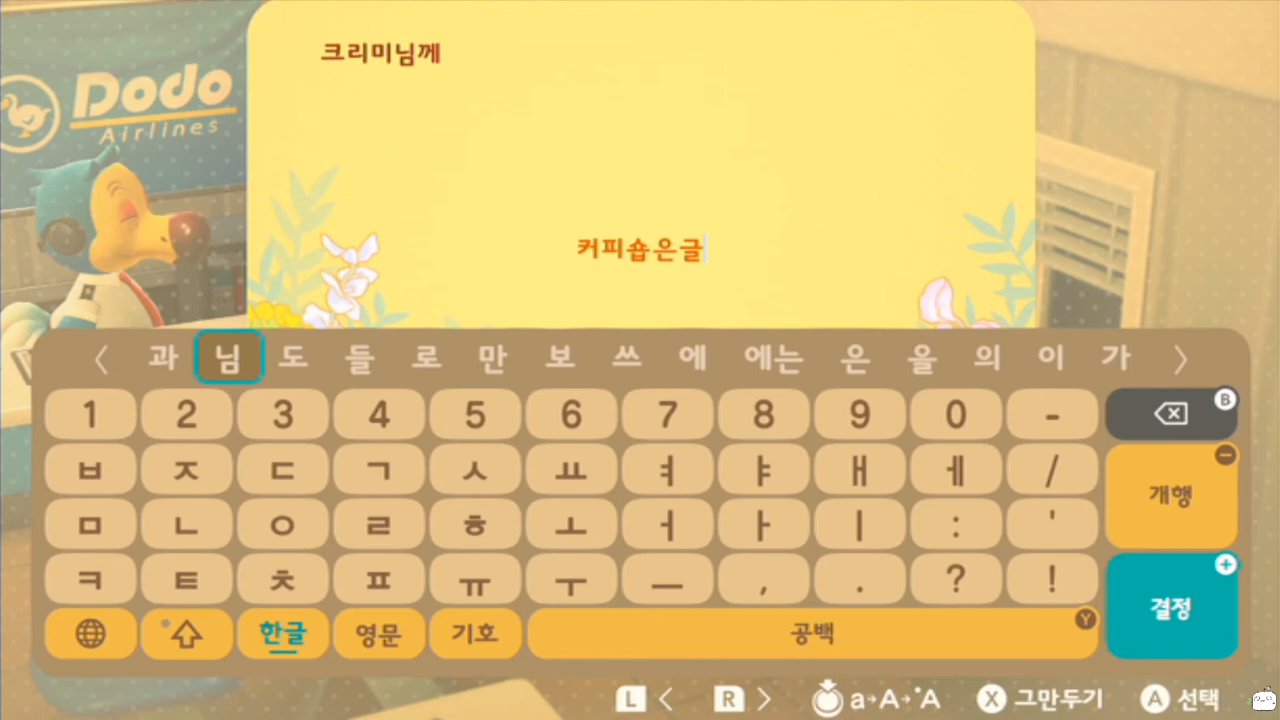 Dodo
Airlines
크리미님께
커피숍은글
< 과 님 도 들 로 만 보 쓰 에 에는 은 을 의 이 가 >
1 2 3 4 5 6 7 8 9 0 - B
ㅂ ㅈ ㄷ ㄱ ㅅ ㅛ ㅕ ㅑ ㅐ ㅔ / 개행 -
ㅁ ㄴ ㅇ ㄹ ㅎ ㅗ ㅓ ㅏ ㅣ : '
ㅋ ㅌ ㅊ ㅍ ㅠ ㅜ ㅡ , . ? ! 결정 +
한글 영문 기호 공백 Y
L < R > a→A→•A X 그만두기 A 선택